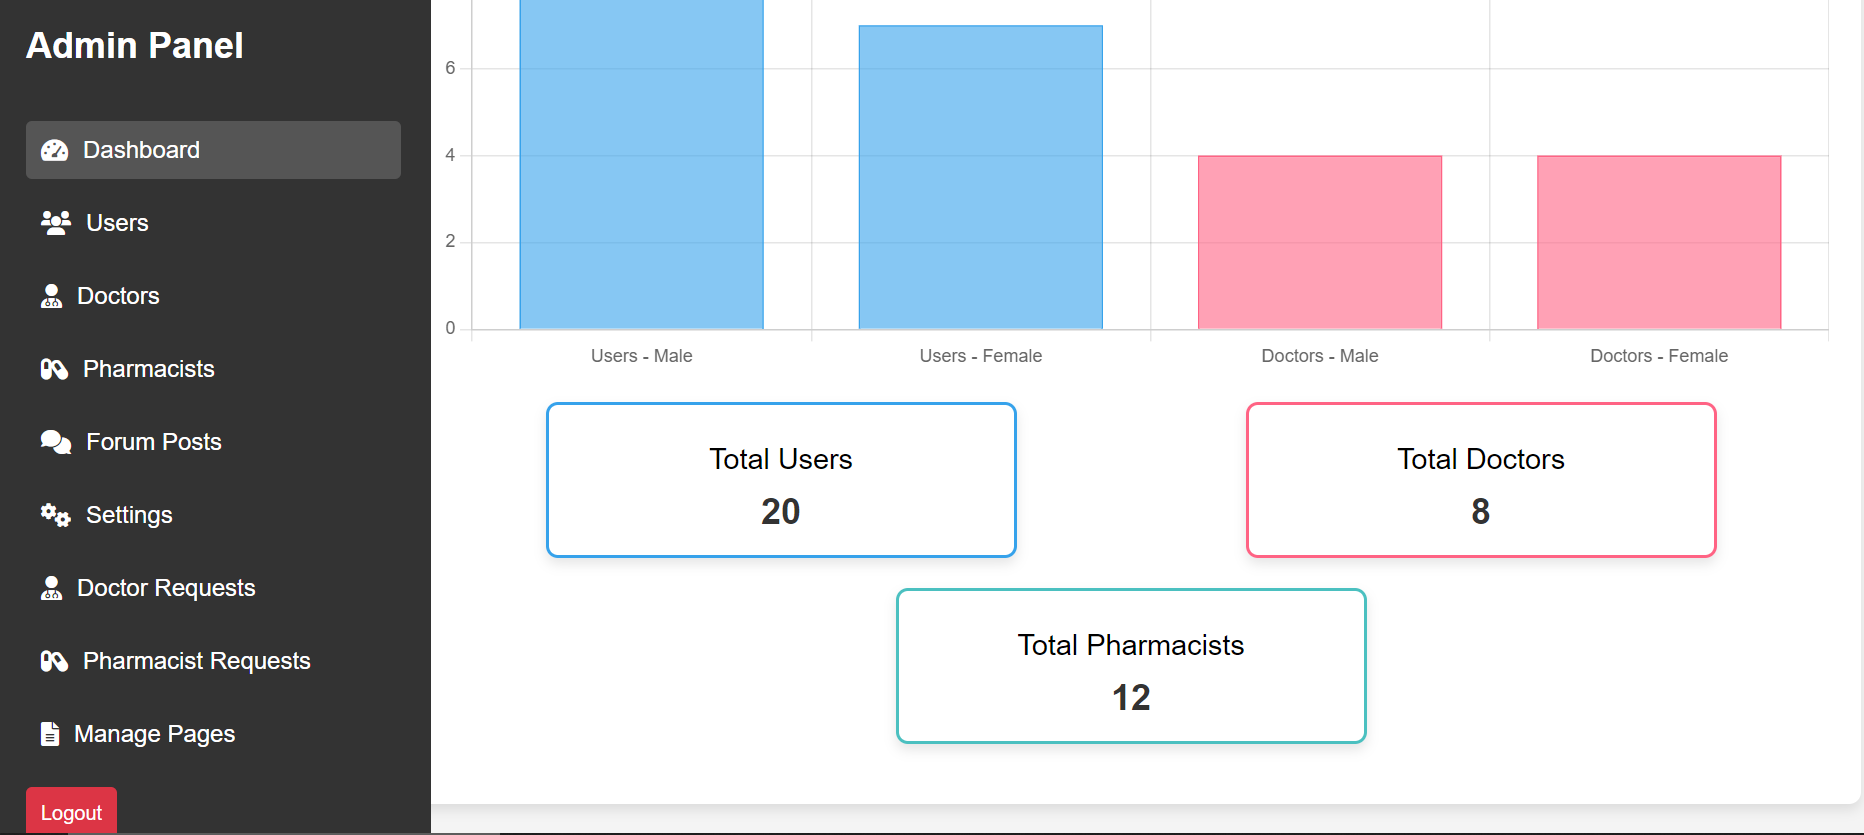 Admin Panel
Dashboard
Users
Doctors
Pharmacists
Forum Posts
Settings
Doctor Requests
Pharmacist Requests
Manage Pages
Logout
6
4
2
0
Users - Male
Users - Female
Doctors - Male
Doctors - Female
Total Users
20
Total Doctors
8
Total Pharmacists
12